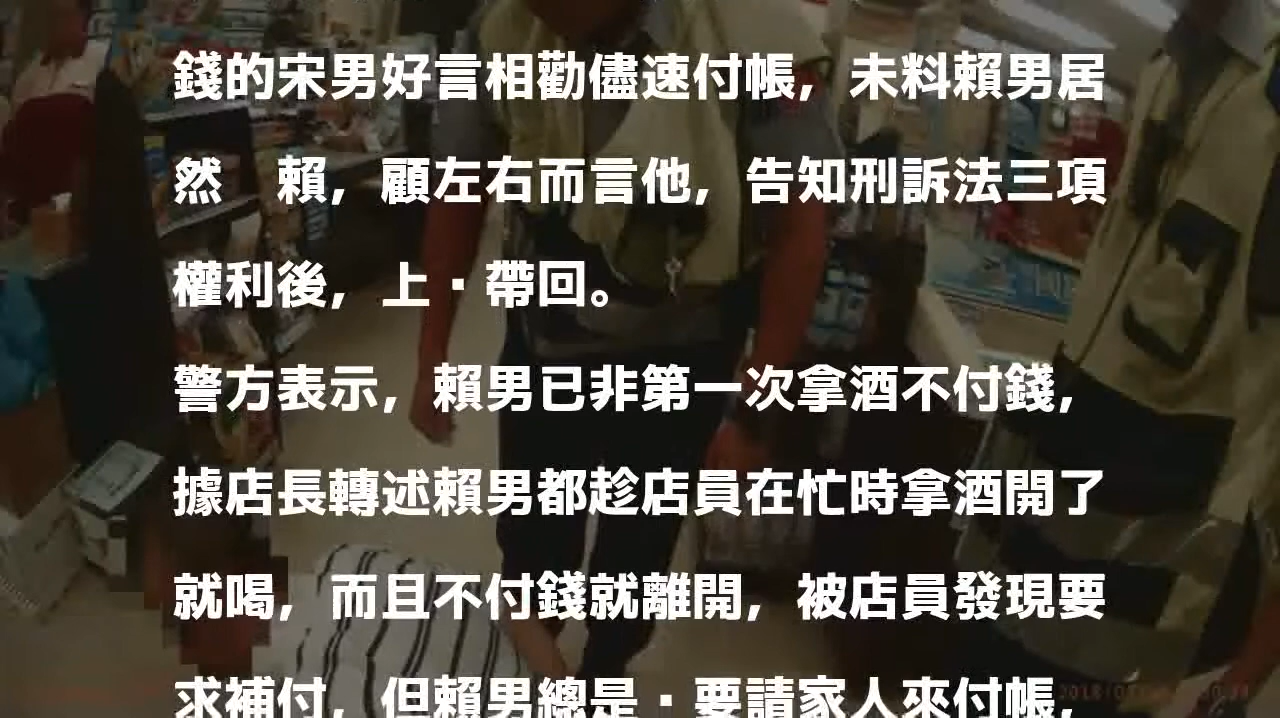 錢的宋男好言相勸儘速付帳，未料賴男居
然　賴，顧左右而言他，告知刑訴法三項
權利後，上·帶回。
警方表示，賴男已非第一次拿酒不付錢，
據店長轉述賴男都趁店員在忙時拿酒開了
就喝，而且不付錢就離開，被店員發現要
求補付，但賴男總是·要請家人來付帳，